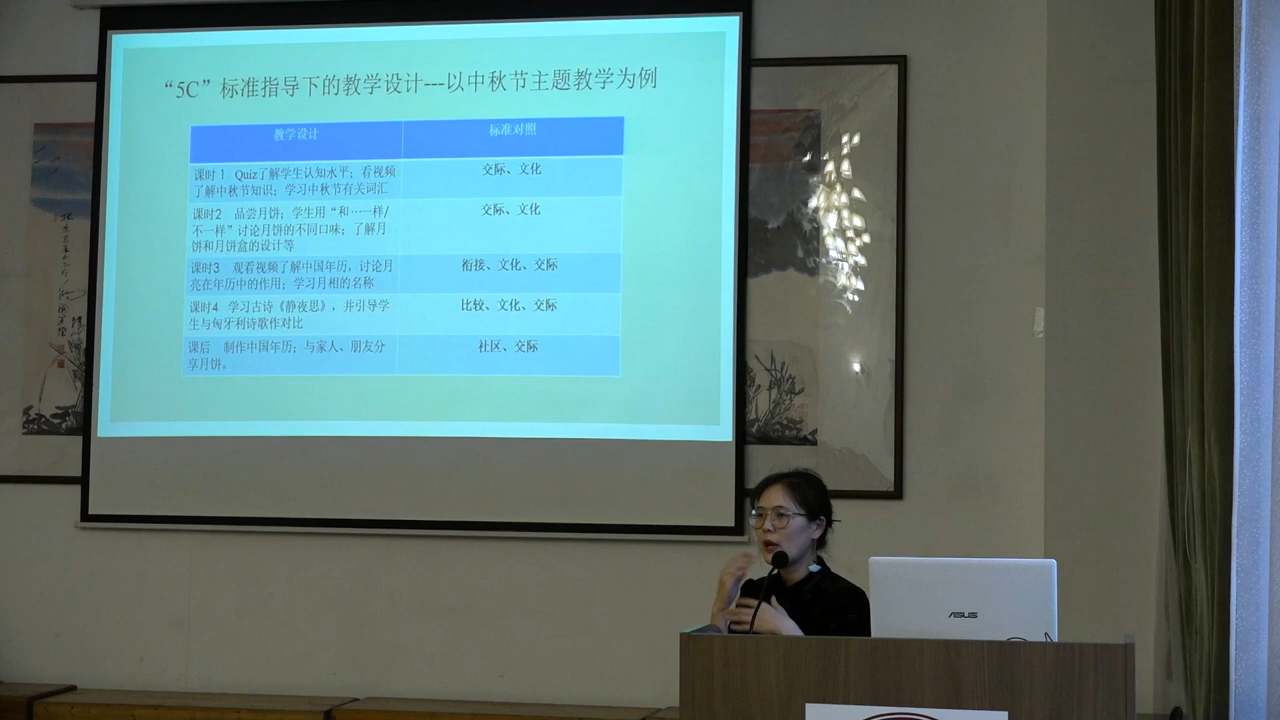 “5C”标准指导下的教学设计---以中秋节主题教学为例
教学设计
标准对照
课时 1 Quiz了解学生认知水平；看视频
了解中秋节知识；学习中秋节有关词汇
交际、文化
课时2 品尝月饼；学生用“和…一样/
不一样”讨论月饼的不同口味；了解月
饼和月饼盒的设计等
交际、文化
课时3 观看视频了解中国年历，讨论月
亮在年历中的作用；学习月相的名称
衔接、文化、交际
课时4 学习古诗《静夜思》，并引导学
生与匈牙利诗歌作对比
比较、文化、交际
课后 制作中国年历；与家人、朋友分
享月饼。
社区、交际
ASUS